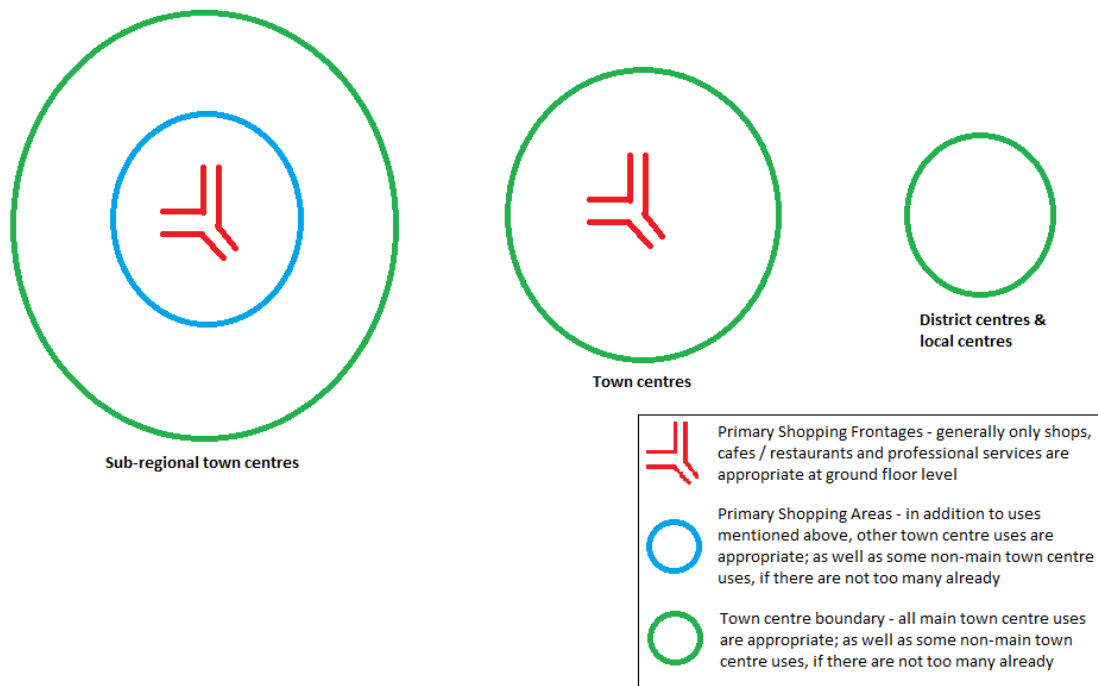 District centres &
local centres
Town centres
Sub-regional town centres
Primary Shopping Frontages - generally only shops,
cafes / restaurants and professional services are
appropriate at ground floor level
Primary Shopping Areas - in addition to uses
mentioned above, other town centre uses are
appropriate; as well as some non-main town centre
uses, if there are not too many already
Town centre boundary - all main town centre uses
are appropriate; as well as some non-main town
centre uses, if there are not too many already